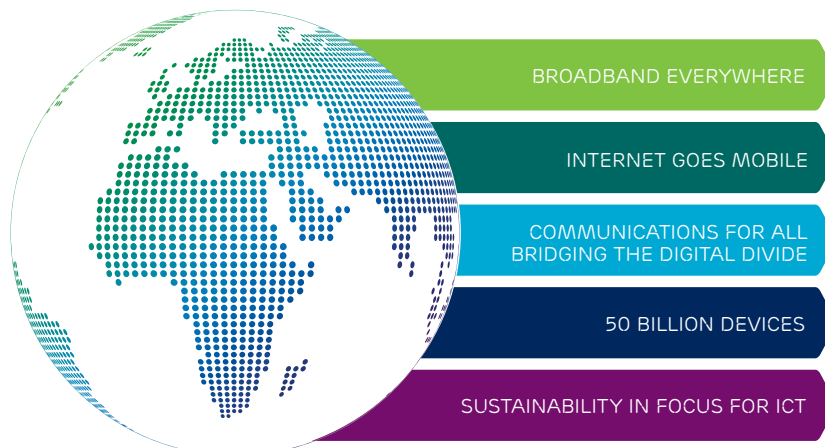 BROADBAND EVERYWHERE
INTERNET GOES MOBILE
COMMUNICATIONS FOR ALL
BRIDGING THE DIGITAL DIVIDE
50 BILLION DEVICES
SUSTAINABILITY IN FOCUS FOR ICT